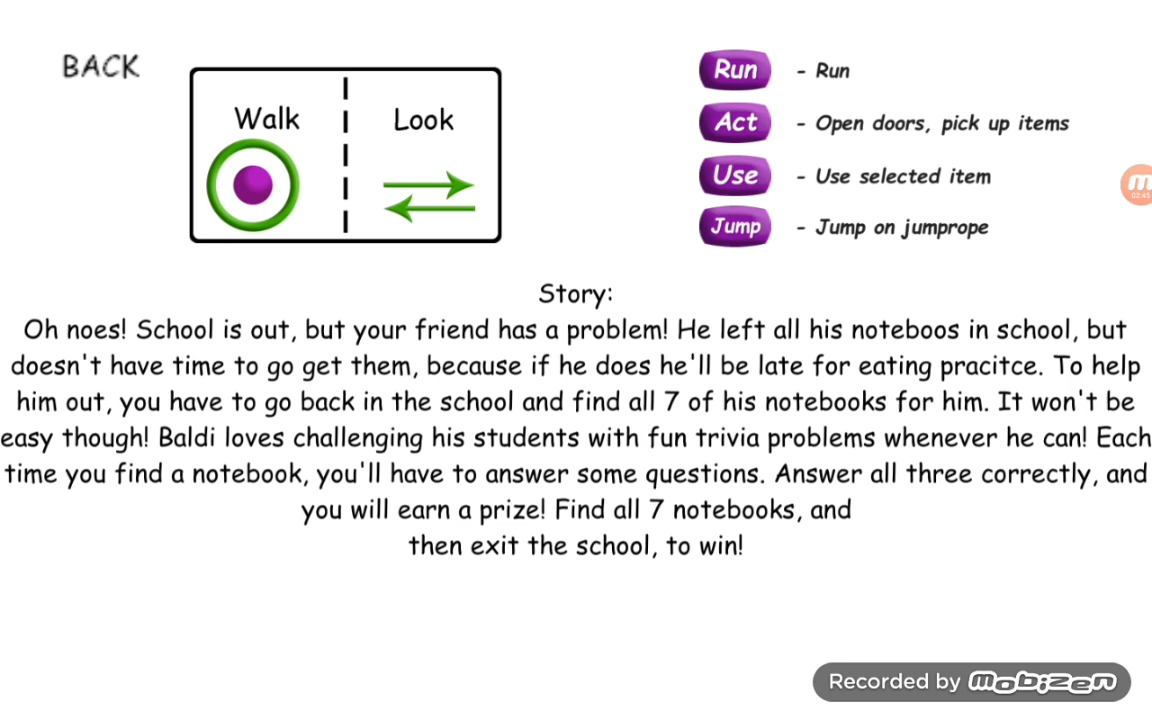 BACK
Walk
Look
Run - Run
Act - Open doors, pick up items
Use - Use selected item
Jump - Jump on jumprope
02:45
Story:
Oh noes! School is out, but your friend has a problem! He left all his noteboos in school, but
doesn't have time to go get them, because if he does he'll be late for eating pracitce. To help
him out, you have to go back in the school and find all 7 of his notebooks for him. It won't be
easy though! Baldi loves challenging his students with fun trivia problems whenever he can! Each
time you find a notebook, you'll have to answer some questions. Answer all three correctly, and
you will earn a prize! Find all 7 notebooks, and
then exit the school, to win!
Recorded by mobizen